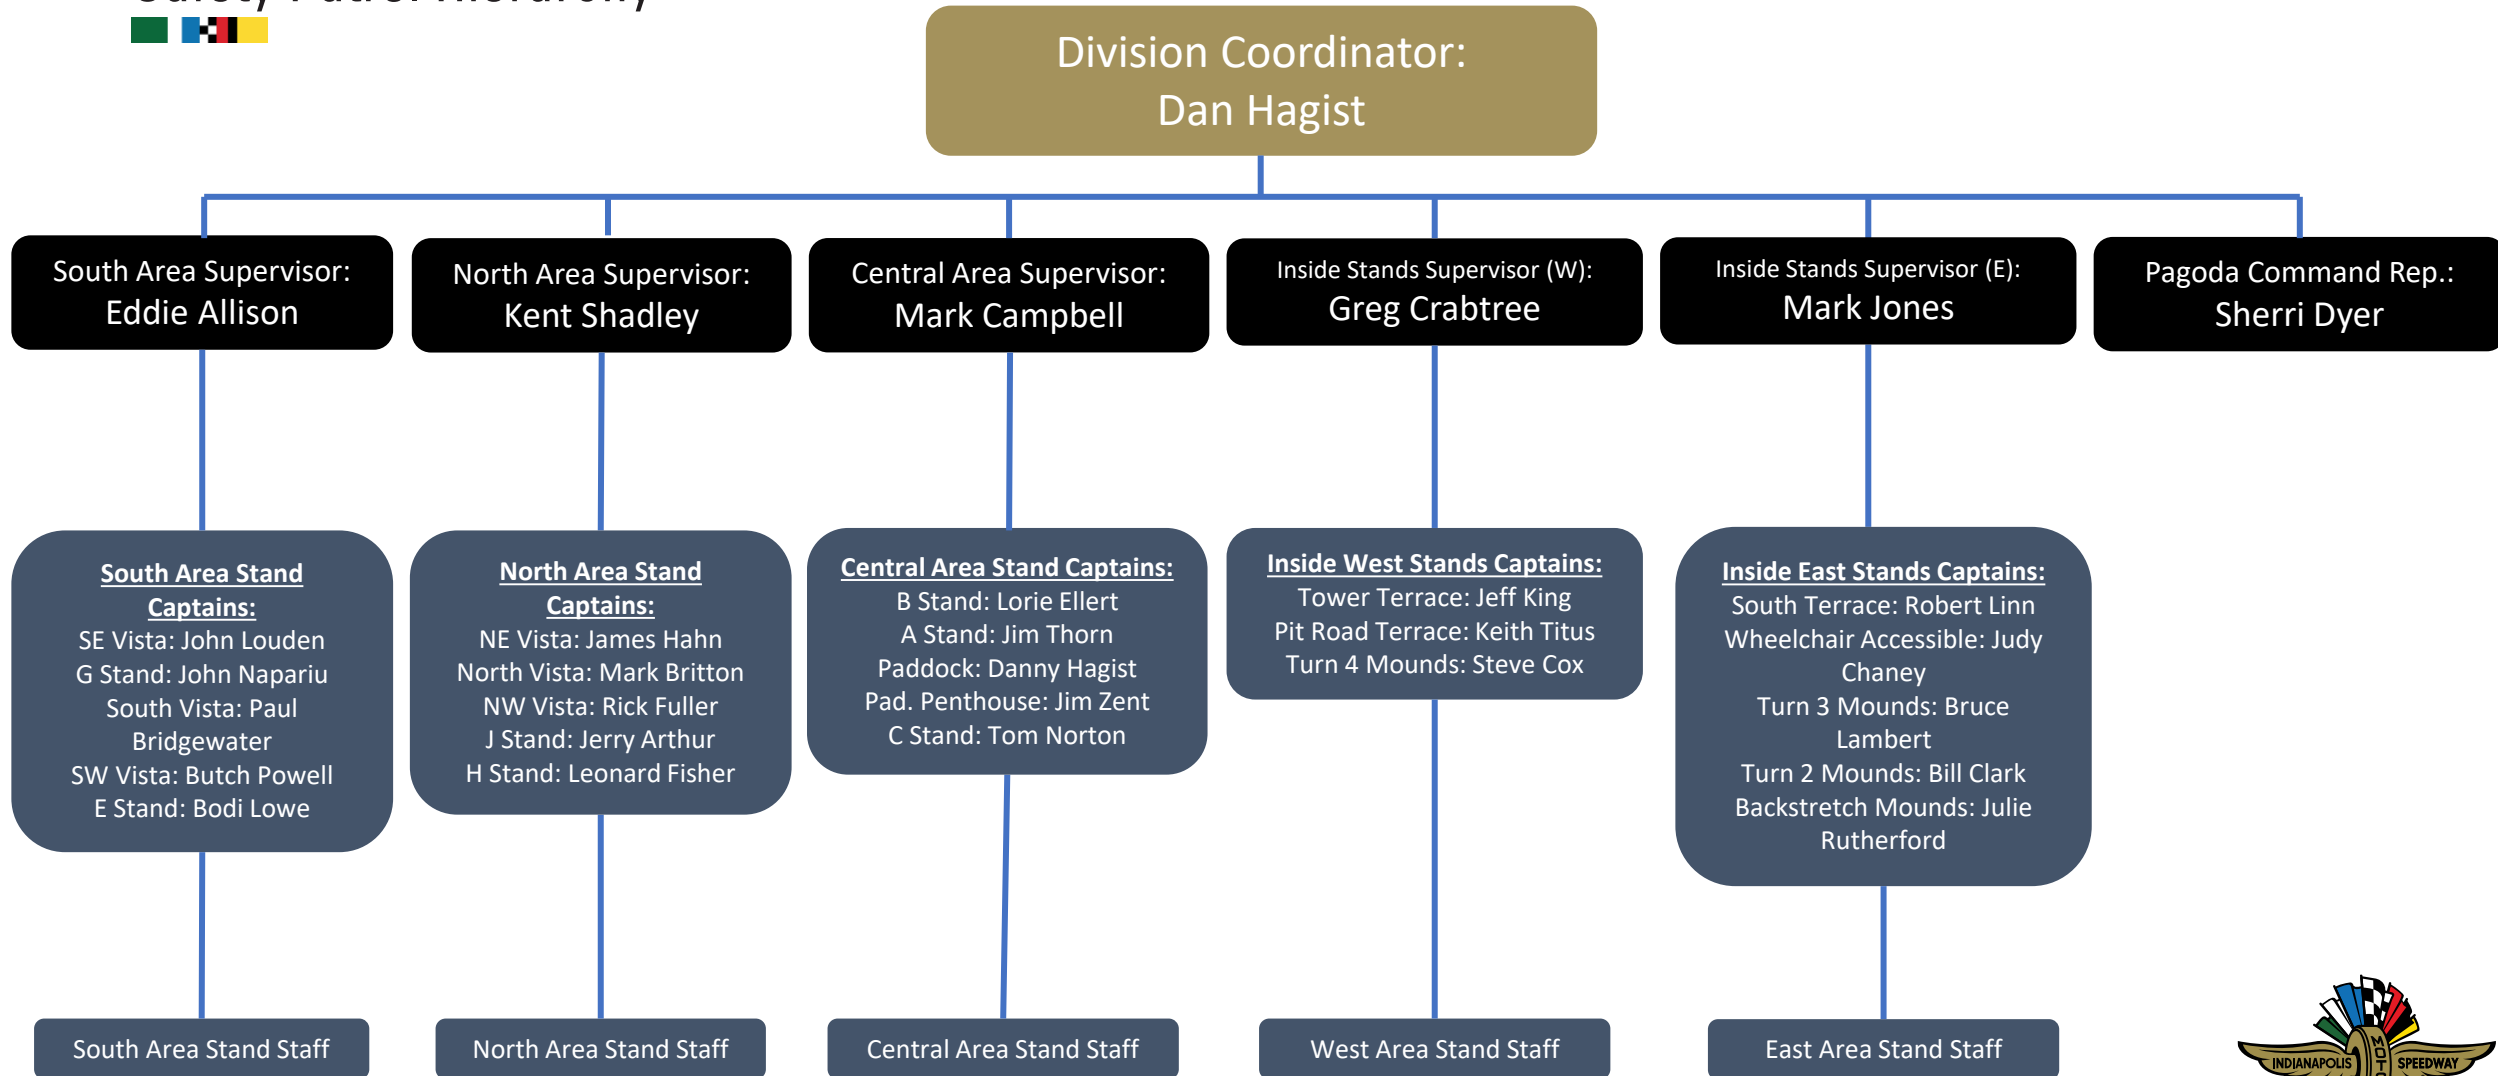 Safety Patrol Hierarchy
Division Coordinator:
Dan Hagist
South Area Supervisor:
Eddie Allison
North Area Supervisor:
Kent Shadley
Central Area Supervisor:
Mark Campbell
Inside Stands Supervisor (W):
Greg Crabtree
Inside Stands Supervisor (E):
Mark Jones
Pagoda Command Rep.:
Sherri Dyer
South Area Stand
Captains:
SE Vista: John Louden
G Stand: John Napariu
South Vista: Paul
Bridgewater
SW Vista: Butch Powell
E Stand: Bodi Lowe
North Area Stand
Captains:
NE Vista: James Hahn
North Vista: Mark Britton
NW Vista: Rick Fuller
J Stand: Jerry Arthur
H Stand: Leonard Fisher
Central Area Stand Captains:
B Stand: Lorie Ellert
A Stand: Jim Thorn
Paddock: Danny Hagist
Pad. Penthouse: Jim Zent
C Stand: Tom Norton
Inside West Stands Captains:
Tower Terrace: Jeff King
Pit Road Terrace: Keith Titus
Turn 4 Mounds: Steve Cox
Inside East Stands Captains:
South Terrace: Robert Linn
Wheelchair Accessible: Judy
Chaney
Turn 3 Mounds: Bruce
Lambert
Turn 2 Mounds: Bill Clark
Backstretch Mounds: Julie
Rutherford
South Area Stand Staff
North Area Stand Staff
Central Area Stand Staff
West Area Stand Staff
East Area Stand Staff
INDIANAPOLIS
SPEEDWAY